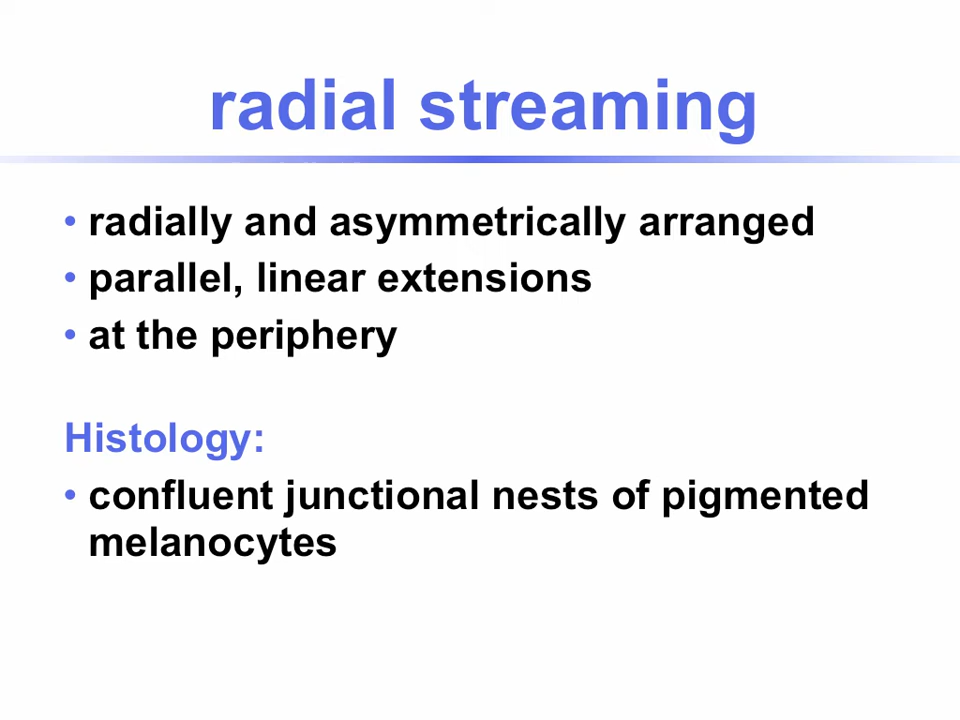 radial streaming
• radially and asymmetrically arranged
• parallel, linear extensions
• at the periphery
Histology:
• confluent junctional nests of pigmented
melanocytes